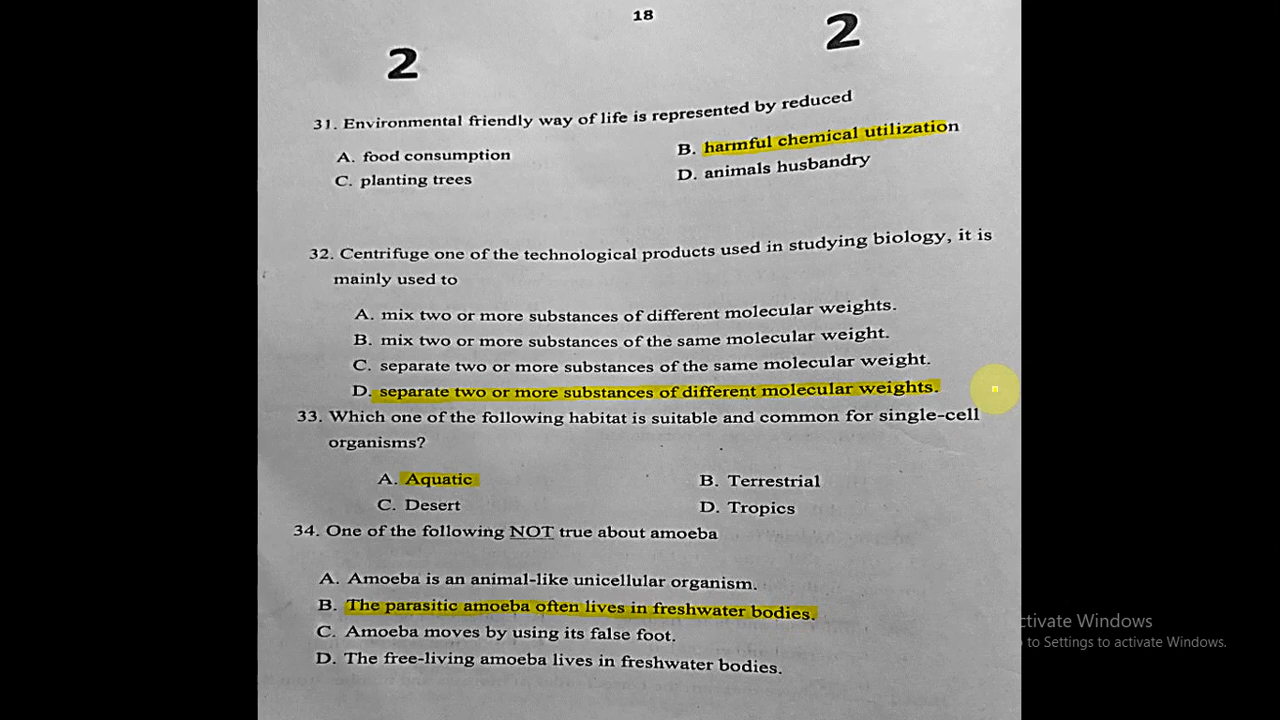 18
2
2
31. Environmental friendly way of life is represented by reduced
A. food consumption
B. harmful chemical utilization
C. planting trees
D. animals husbandry
32. Centrifuge one of the technological products used in studying biology, it is
mainly used to
A. mix two or more substances of different molecular weights.
B. mix two or more substances of the same molecular weight.
C. separate two or more substances of the same molecular weight.
D. separate two or more substances of different molecular weights.
33. Which one of the following habitat is suitable and common for single-cell
organisms?
A. Aquatic
B. Terrestrial
C. Desert
D. Tropics
34. One of the following NOT true about amoeba
A. Amoeba is an animal-like unicellular organism.
B. The parasitic amoeba often lives in freshwater bodies.
C. Amoeba moves by using its false foot.
D. The free-living amoeba lives in freshwater bodies.
ctivate Windows
to Settings to activate Windows.